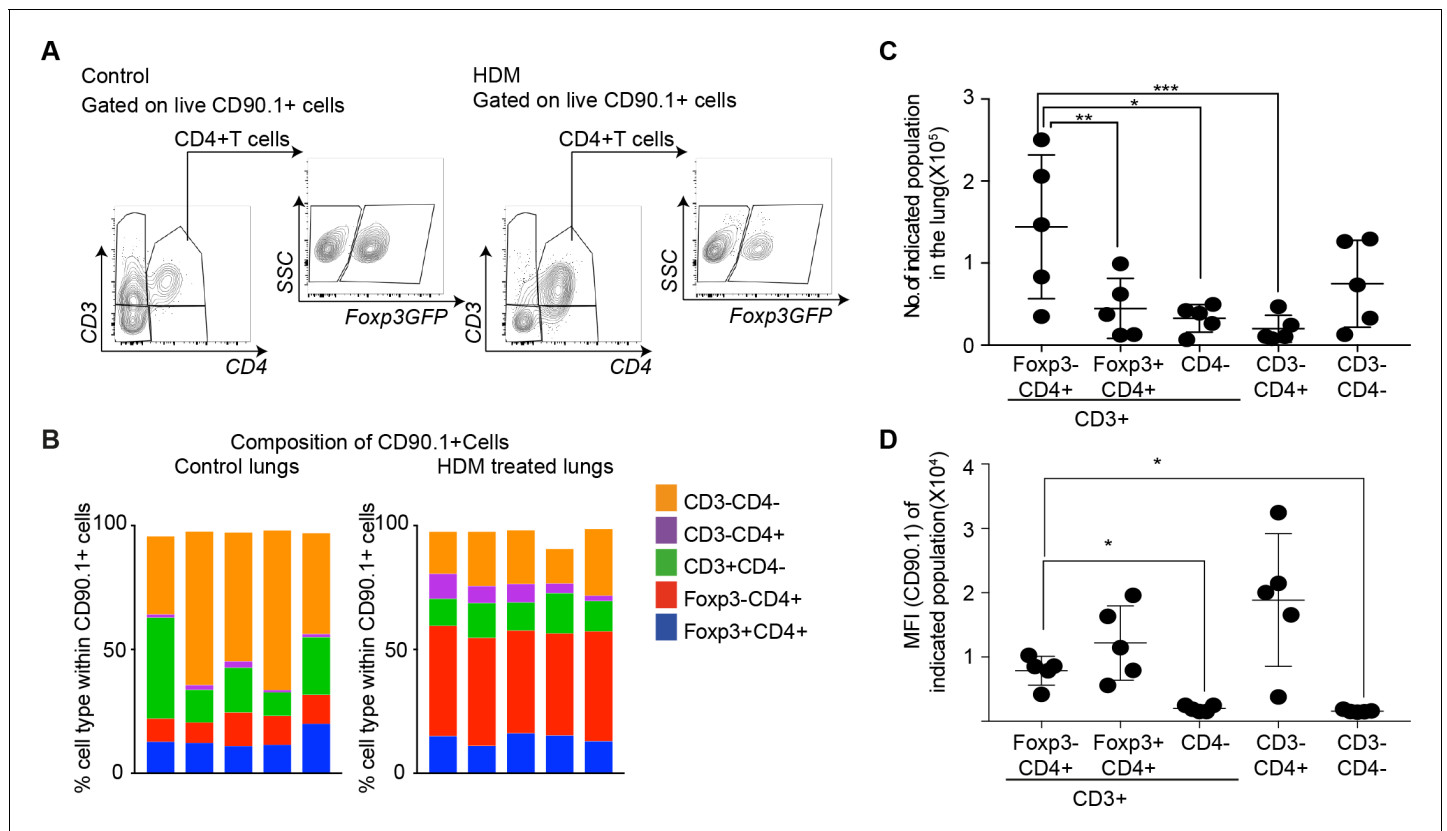 A
Control
Gated on live CD90.1+ cells
CD4+T cells
CD3
CD4
SSC
Foxp3GFP
HDM
Gated on live CD90.1+ cells
CD4+T cells
CD3
CD4
SSC
Foxp3GFP
B
Composition of CD90.1+Cells
Control lungs
HDM treated lungs
% cell type within CD90.1+ cells
100
50
0
% cell type within CD90.1+ cells
100
50
0
CD3-CD4-
CD3-CD4+
CD3+CD4-
Foxp3-CD4+
Foxp3+CD4+
C
No.of indicated population
in the lung(X10⁵)
3
2
1
0
***
*
**
Foxp3-
CD4+
Foxp3+
CD4+
CD4-
CD3-
CD4+
CD3-
CD4-
CD3+
D
MFI (CD90.1) of
indicated population(X10⁴)
4
3
2
1
*
*
Foxp3-
CD4+
Foxp3+
CD4+
CD4-
CD3-
CD4+
CD3-
CD4-
CD3+